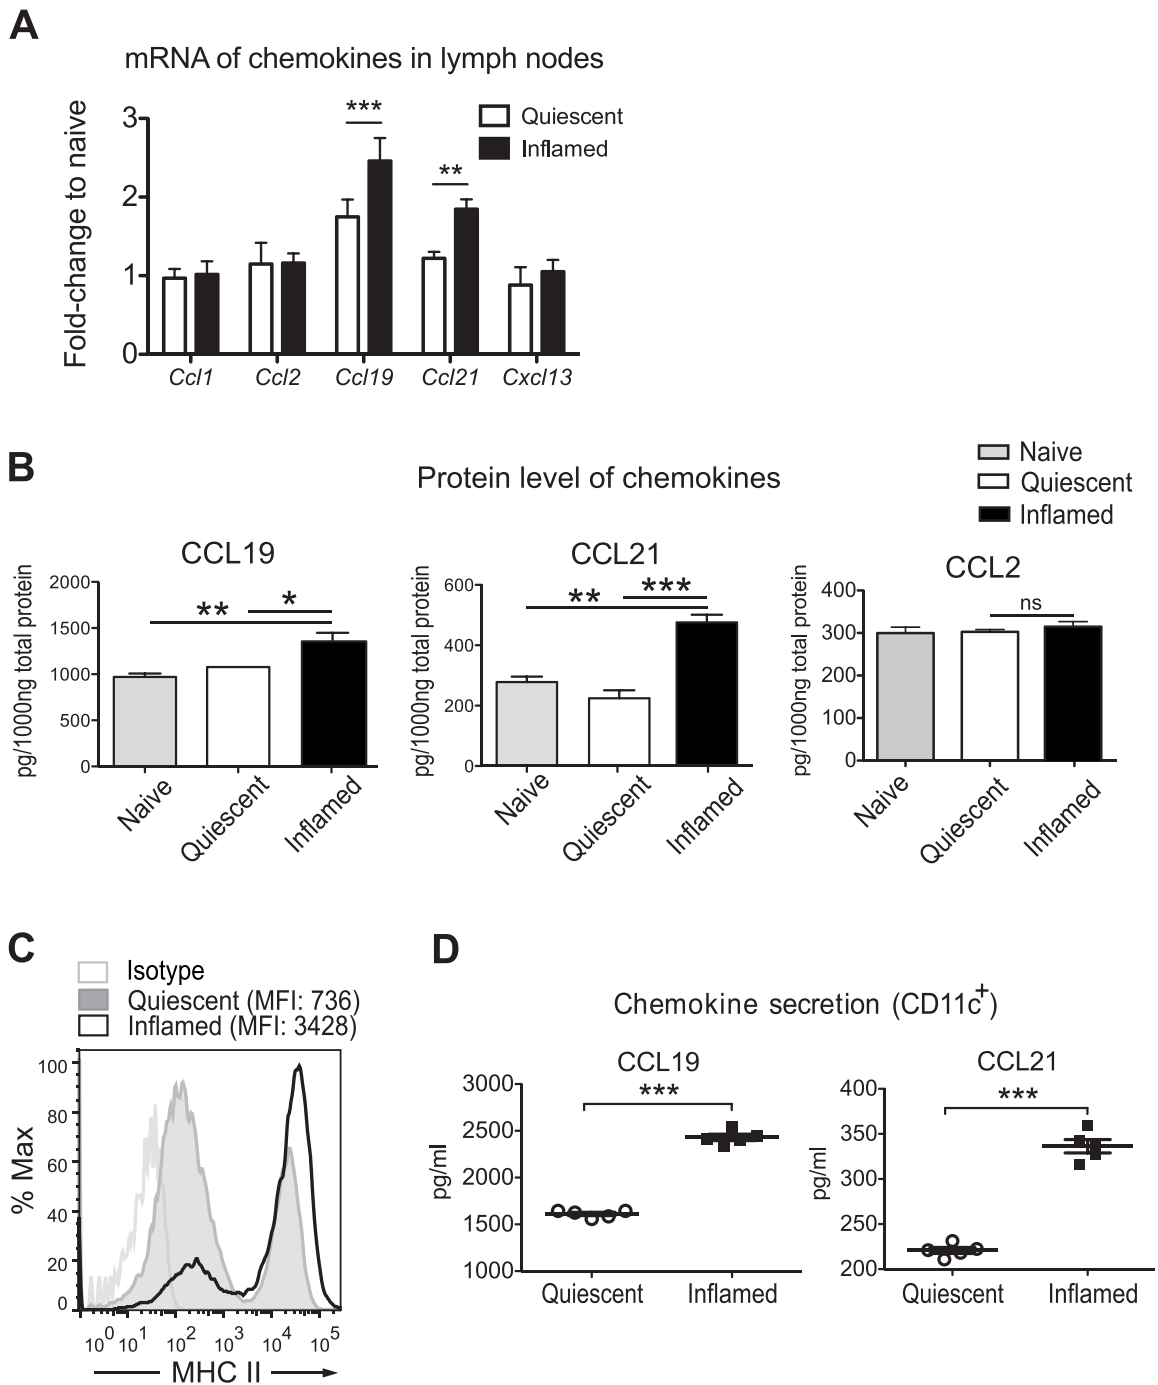 A
mRNA of chemokines in lymph nodes
Fold-change to naive
3
2
1
0
***
**
Quiescent
Inflamed
Ccl1 Ccl2 Ccl19 Ccl21 Cxcl13
B
Protein level of chemokines
Naive
Quiescent
Inflamed
CCL19
pg/1000ng total protein
2000
1500
1000
500
0
** *
Naive Quiescent Inflamed
CCL21
pg/1000ng total protein
600
400
200
0
** ***
Naive Quiescent Inflamed
CCL2
pg/1000ng total protein
400
300
200
100
0
ns
Naive Quiescent Inflamed
C
Isotype
Quiescent (MFI: 736)
Inflamed (MFI: 3428)
% Max
100
80
60
40
20
0
10^0 10^1 10^2 10^3 10^4 10^5
MHC II
D
Chemokine secretion (CD11c+)
CCL19
pg/ml
3000
2500
2000
1500
1000
***
Quiescent Inflamed
CCL21
pg/ml
400
350
300
250
200
***
Quiescent Inflamed